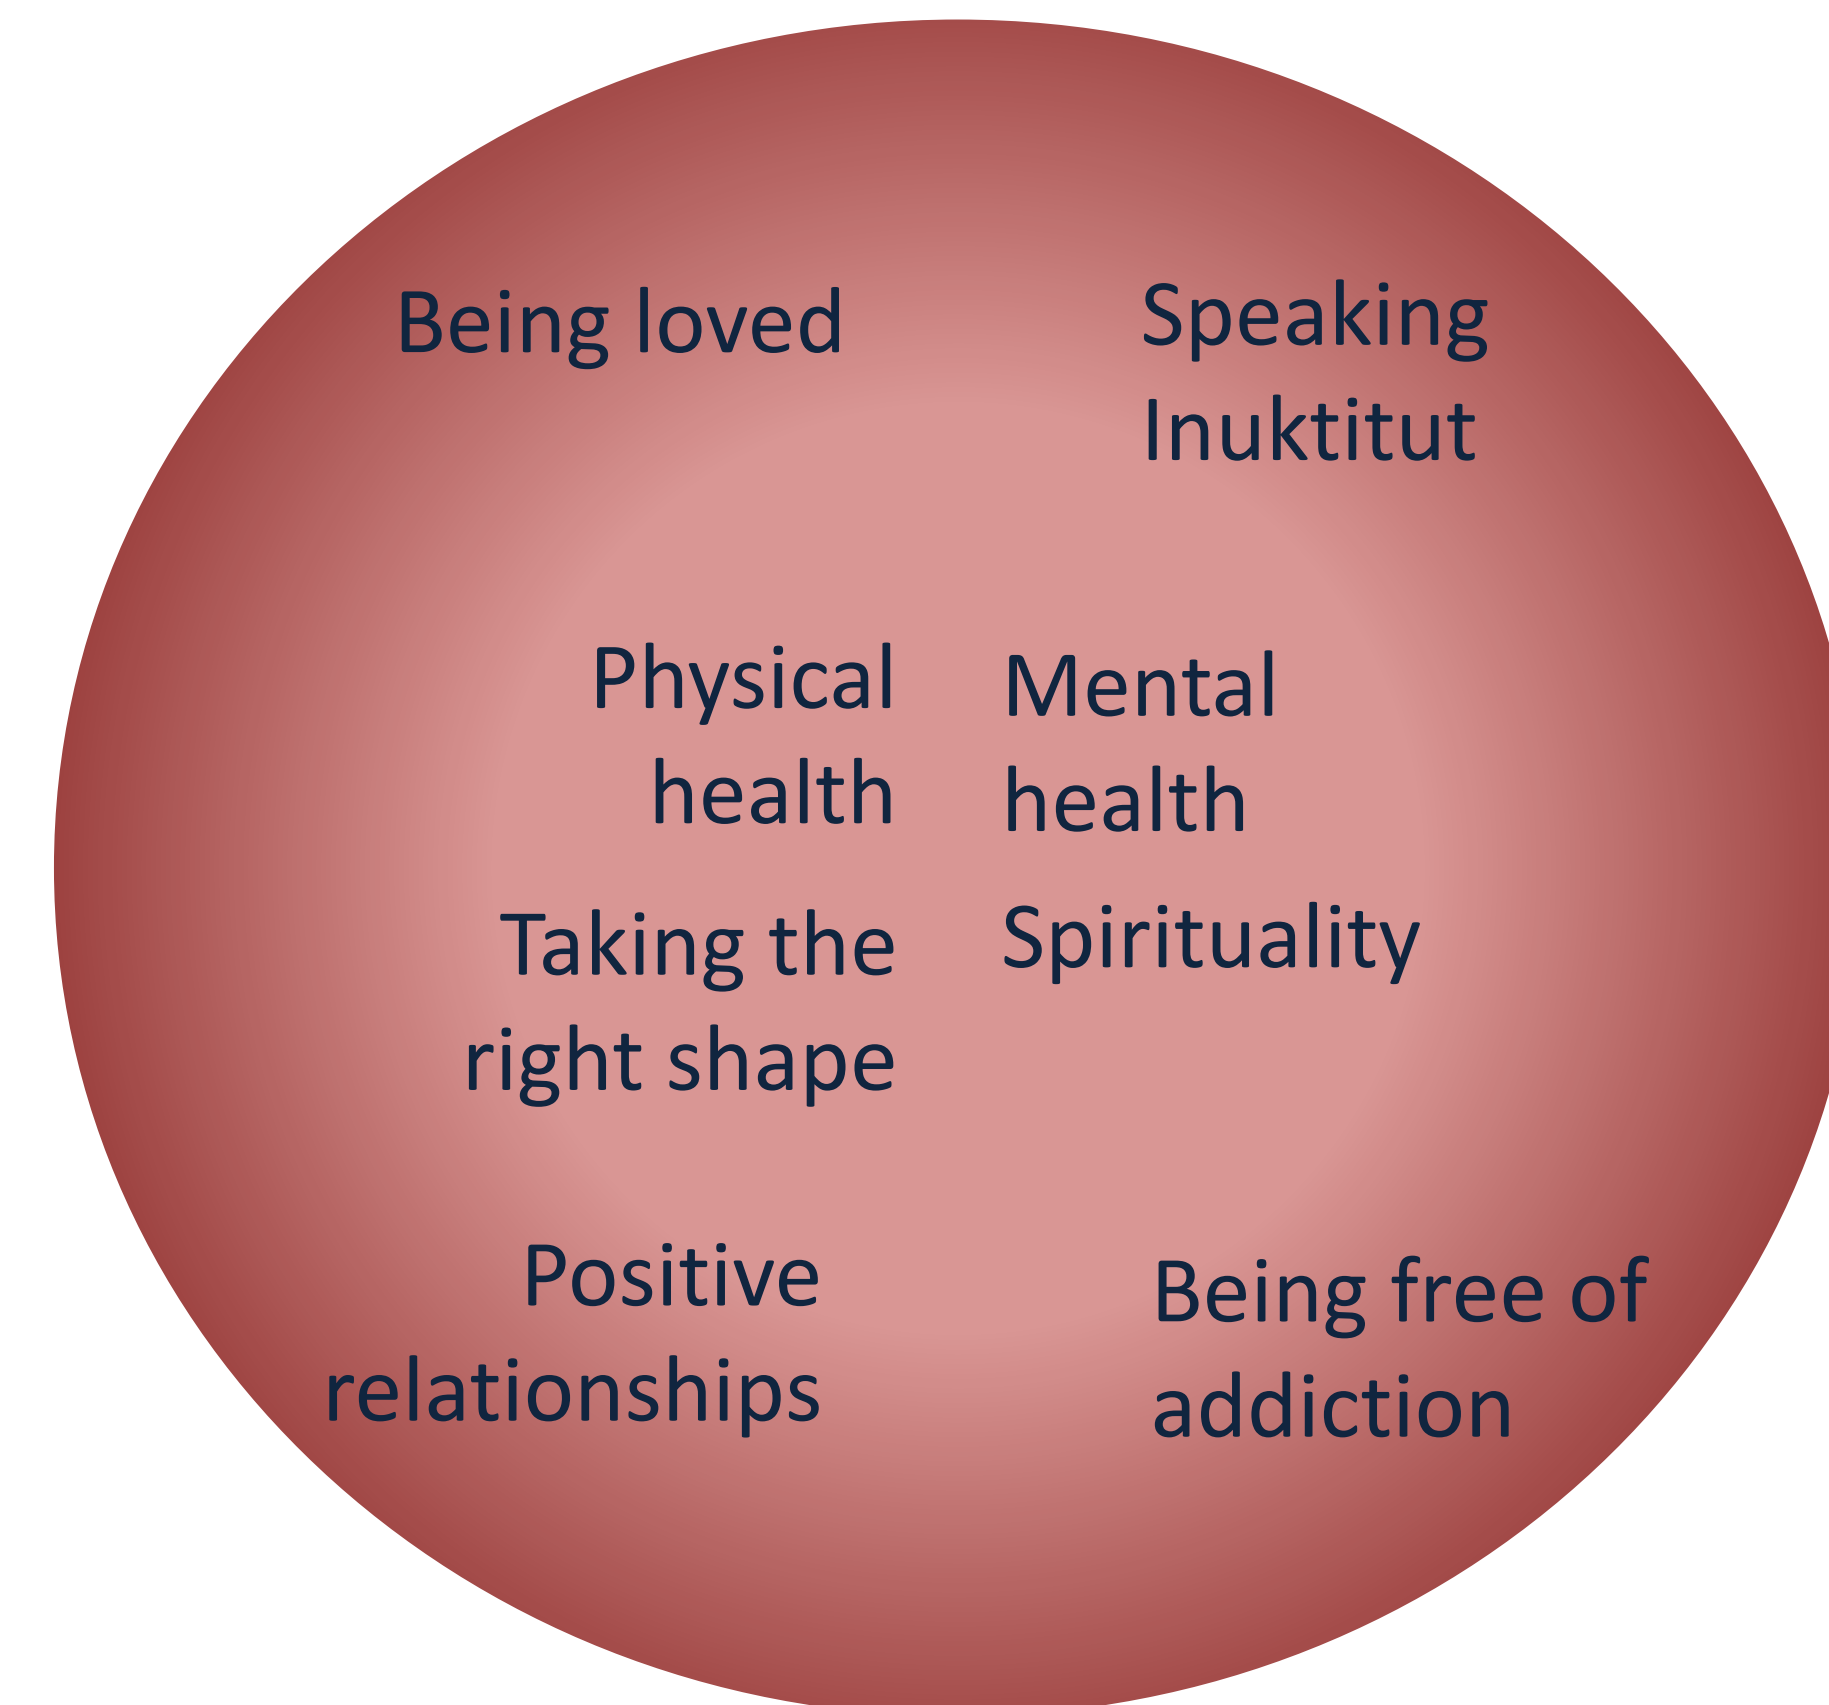 Being loved
Speaking
Inuktitut
Physical
health
Mental
health
Taking the
right shape
Spirituality
Positive
relationships
Being free of
addiction